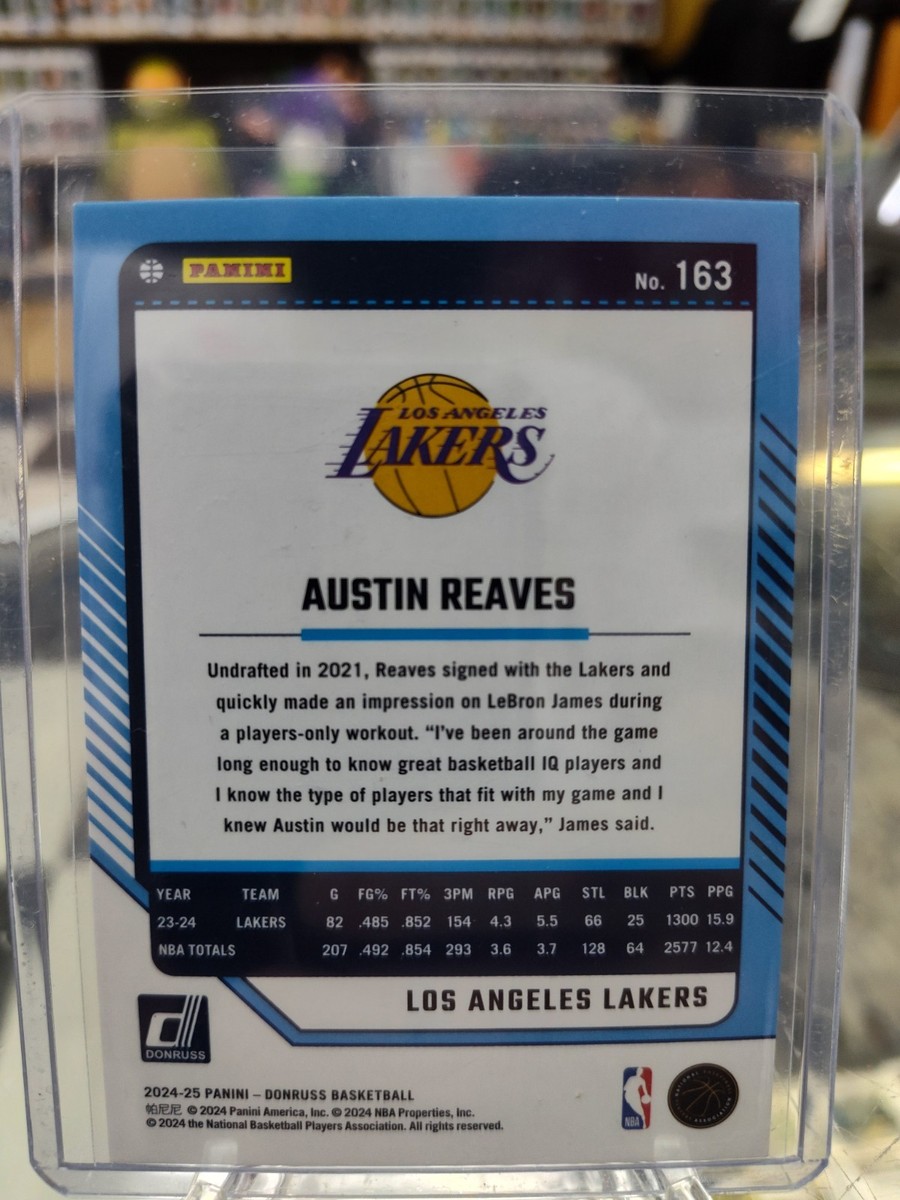 PANINI
No. 163
LOS ANGELES
LAKERS
AUSTIN REAVES
Undrafted in 2021, Reaves signed with the Lakers and
quickly made an impression on LeBron James during
a players-only workout. “I’ve been around the game
long enough to know great basketball IQ players and
I know the type of players that fit with my game and I
knew Austin would be that right away,” James said.
YEAR TEAM G FG% FT% 3PM RPG APG STL BLK PTS PPG
23-24 LAKERS 82 .485 .852 154 4.3 5.5 66 25 1300 15.9
NBA TOTALS 207 .492 .854 293 3.6 3.7 128 64 2577 12.4
LOS ANGELES LAKERS
d
DONRUSS
2024-25 PANINI – DONRUSS BASKETBALL
帕尼尼 © 2024 Panini America, Inc. © 2024 NBA Properties, Inc.
© 2024 the National Basketball Players Association. All rights reserved.
NBA